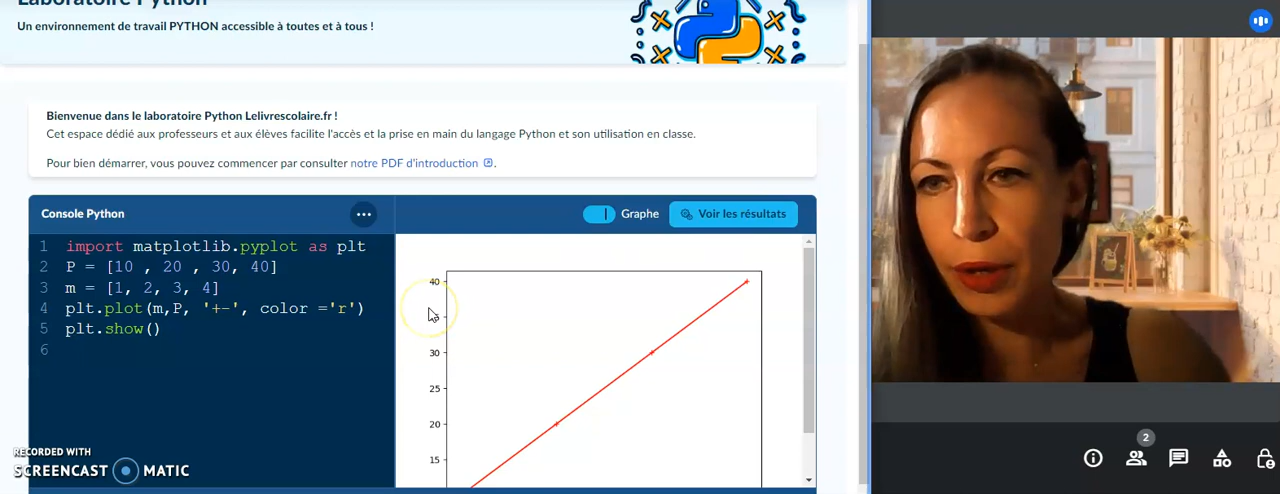 Laboratoire Python
Un environnement de travail PYTHON accessible à toutes et à tous !
Bienvenue dans le laboratoire Python Lelivrescolaire.fr !
Cet espace dédié aux professeurs et aux élèves facilite l'accès et la prise en main du langage Python et son utilisation en classe.
Pour bien démarrer, vous pouvez commencer par consulter notre PDF d'introduction.
Console Python
...
Graphe
Voir les résultats
1 import matplotlib.pyplot as plt
2 P = [10 , 20 , 30, 40]
3 m = [1, 2, 3, 4]
4 plt.plot(m,P, '+-', color ='r')
5 plt.show()
6
40
30
25
20
15
RECORDED WITH
SCREENCAST MATIC
2